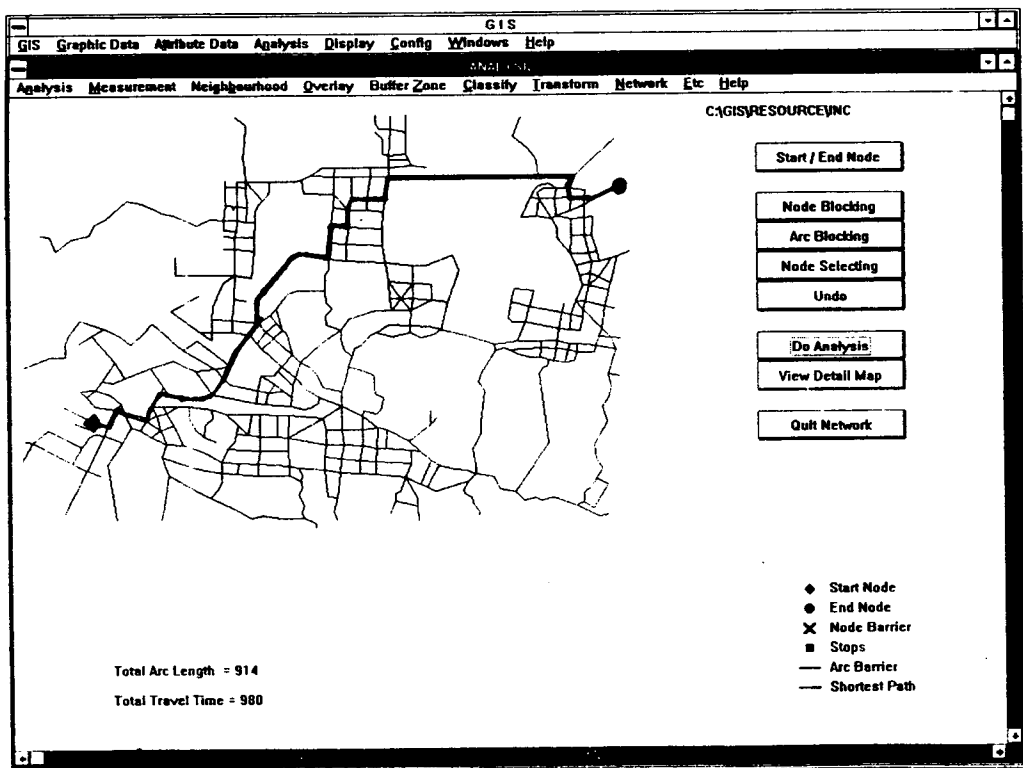 GIS
GIS Graphic Data Attribute Data Analysis Display Config Windows Help
ANALYSIS
Analysis Measurement Neighbourhood Overlay Buffer Zone Classify Transform Network Etc Help
C:\GIS\RESOURCE\INC
Start / End Node
Node Blocking
Arc Blocking
Node Selecting
Undo
Do Analysis
View Detail Map
Quit Network
Start Node
End Node
Node Barrier
Stops
Arc Barrier
Shortest Path
Total Arc Length = 914
Total Travel Time = 980